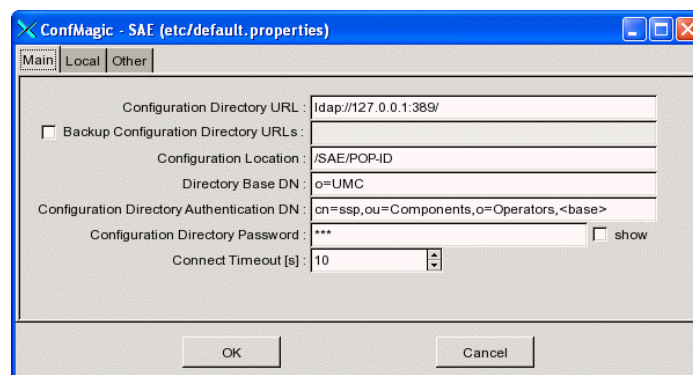 ConfMagic - SAE (etc/default.properties)
Main Local Other
Configuration Directory URL : ldap://127.0.0.1:389/
Backup Configuration Directory URLs :
Configuration Location : /SAE/POP-ID
Directory Base DN : o=UMC
Configuration Directory Authentication DN : cn=ssp,ou=Components,o=Operators,<base>
Configuration Directory Password : *** show
Connect Timeout [s] : 10
OK Cancel